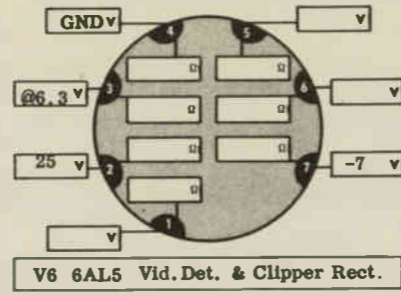 GND V
V
4
5
Ω
Ω
@6.3 V
3
6
V
Ω
Ω
25 V
2
7
-7 V
Ω
Ω
Ω
V
1
V6 6AL5 Vid.Det. & Clipper Rect.